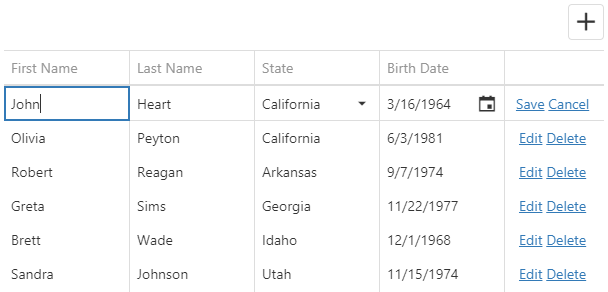 First Name Last Name State Birth Date
John Heart California 3/16/1964 Save Cancel
Olivia Peyton California 6/3/1981 Edit Delete
Robert Reagan Arkansas 9/7/1974 Edit Delete
Greta Sims Georgia 11/22/1977 Edit Delete
Brett Wade Idaho 12/1/1968 Edit Delete
Sandra Johnson Utah 11/15/1974 Edit Delete